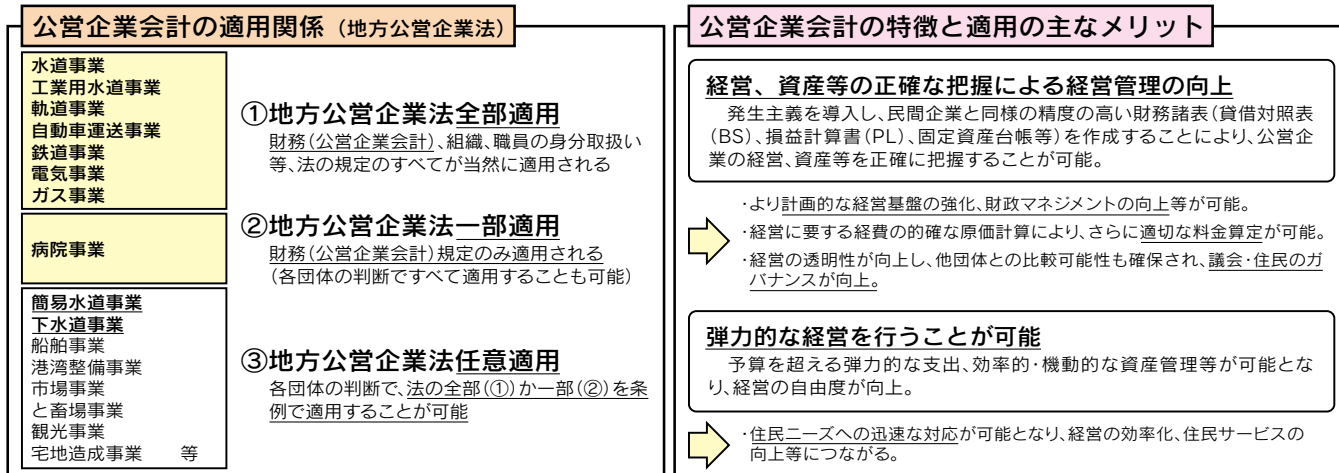 公営企業会計の適用関係（地方公営企業法）
水道事業
工業用水道事業
軌道事業
自動車運送事業
鉄道事業
電気事業
ガス事業
①地方公営企業法全部適用
財務（公営企業会計）、組織、職員の身分取扱い
等、法の規定のすべてが当然に適用される
病院事業
②地方公営企業法一部適用
財務（公営企業会計）規定のみ適用される
（各団体の判断ですべて適用することも可能）
簡易水道事業
下水道事業
船舶事業
港湾整備事業
市場事業
と畜場事業
観光事業
宅地造成事業　等
③地方公営企業法任意適用
各団体の判断で、法の全部（①）か一部（②）を条
例で適用することが可能
公営企業会計の特徴と適用の主なメリット
経営、資産等の正確な把握による経営管理の向上
発生主義を導入し、民間企業と同様の精度の高い財務諸表（貸借対照表
（BS）、損益計算書（PL）、固定資産台帳等）を作成することにより、公営企
業の経営、資産等を正確に把握することが可能。
・より計画的な経営基盤の強化、財政マネジメントの向上等が可能。
・経営に要する経費の的確な原価計算により、さらに適切な料金算定が可能。
・経営の透明性が向上し、他団体との比較可能性も確保され、議会・住民のガ
バナンスが向上。
弾力的な経営を行うことが可能
予算を超える弾力的な支出、効率的・機動的な資産管理等が可能とな
り、経営の自由度が向上。
・住民ニーズへの迅速な対応が可能となり、経営の効率化、住民サービスの
向上等につながる。